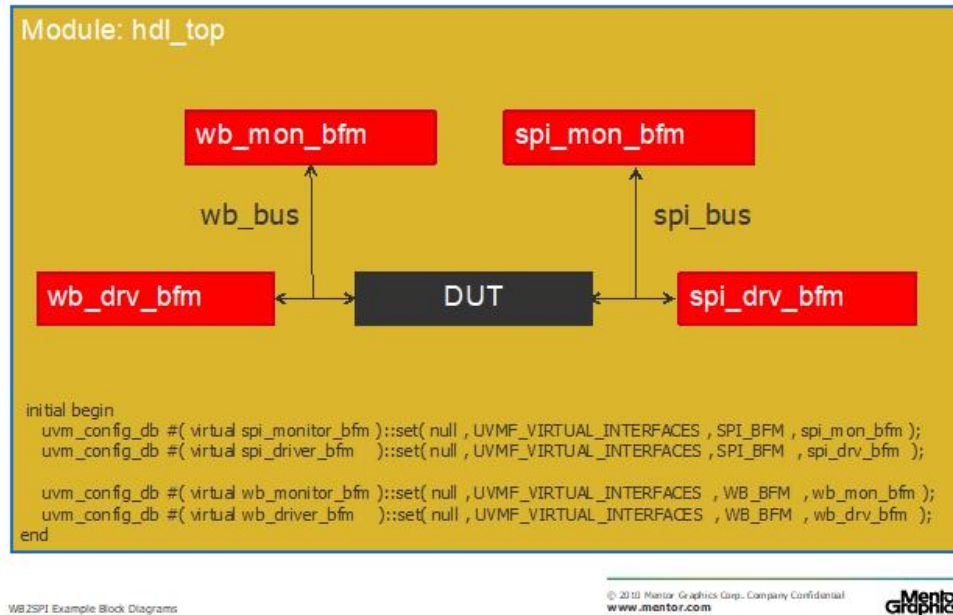 Module: hdl_top
wb_mon_bfm
spi_mon_bfm
wb_bus
spi_bus
wb_drv_bfm
DUT
spi_drv_bfm
initial begin
uvm_config_db #( virtual spi_monitor_bfm )::set( null , UVMF_VIRTUAL_INTERFACES , SPI_BFM , spi_mon_bfm );
uvm_config_db #( virtual spi_driver_bfm )::set( null , UVMF_VIRTUAL_INTERFACES , SPI_BFM , spi_drv_bfm );
uvm_config_db #( virtual wb_monitor_bfm )::set( null , UVMF_VIRTUAL_INTERFACES , WB_BFM , wb_mon_bfm );
uvm_config_db #( virtual wb_driver_bfm )::set( null , UVMF_VIRTUAL_INTERFACES , WB_BFM , wb_drv_bfm );
end
WB2SPI Example Block Diagrams
© 2010 Mentor Graphics Corp. Company Confidential
www.mentor.com